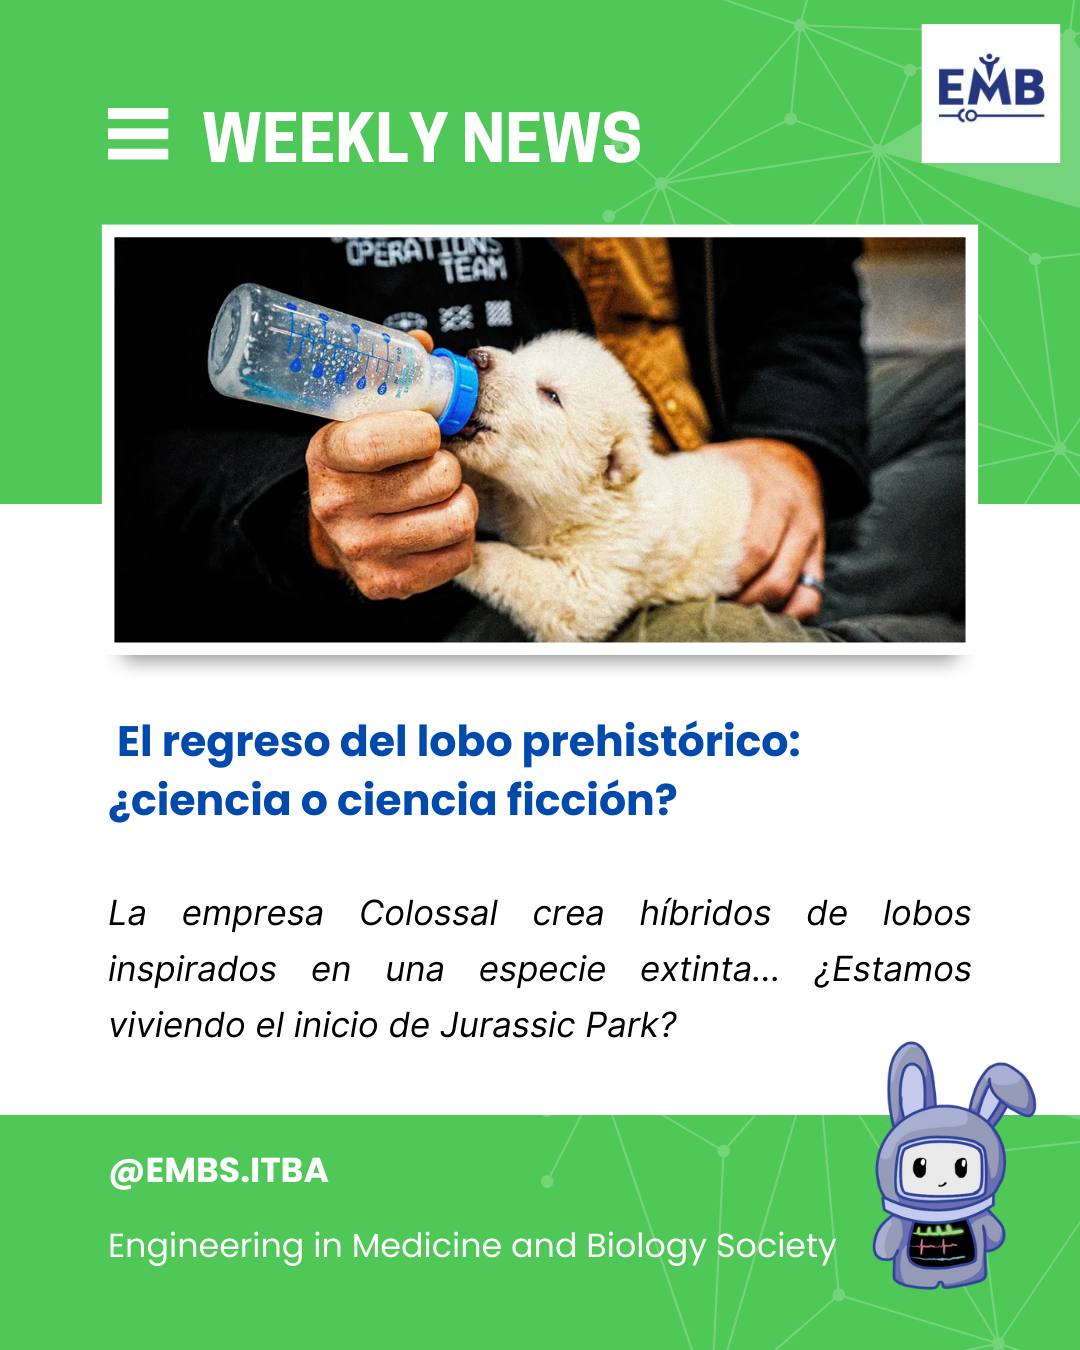 WEEKLY NEWS
EMB
OPERATIONS
TEAM
El regreso del lobo prehistórico:
¿ciencia o ciencia ficción?
La empresa Colossal crea híbridos de lobos
inspirados en una especie extinta... ¿Estamos
viviendo el inicio de Jurassic Park?
@EMBS.ITBA
Engineering in Medicine and Biology Society